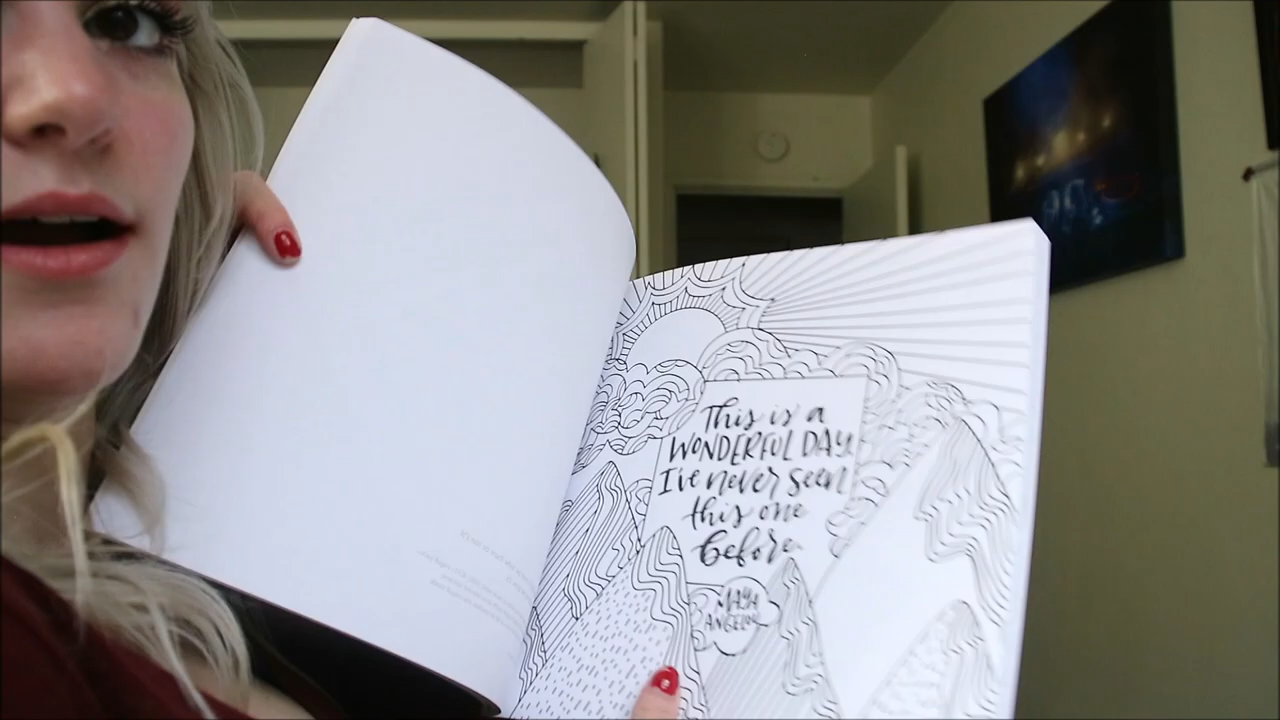 This is a
WONDERFUL DAY.
I've never seen
this one
before.
MAYA
ANGELOU